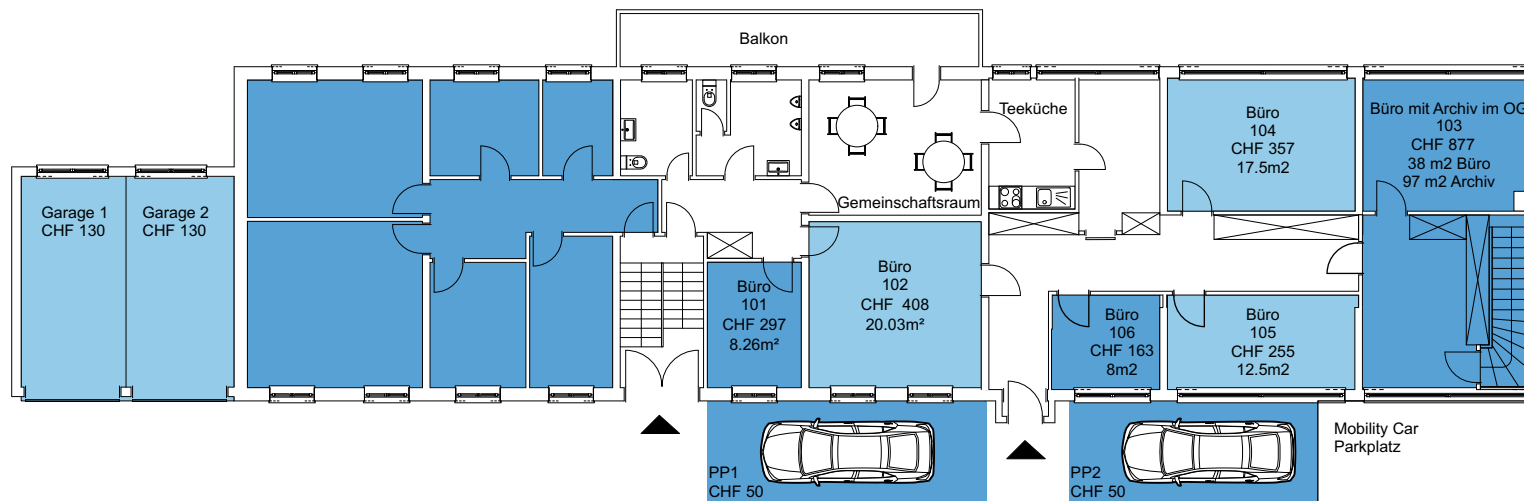 Balkon
Garage 1
CHF 130
Garage 2
CHF 130
Gemeinschaftsraum
Teeküche
Büro
104
CHF 357
17.5m2
Büro mit Archiv im OG
103
CHF 877
38 m2 Büro
97 m2 Archiv
Büro
101
CHF 297
8.26m²
Büro
102
CHF  408
20.03m²
Büro
106
CHF 163
8m2
Büro
105
CHF 255
12.5m2
PP1
CHF 50
PP2
CHF 50
Mobility Car
Parkplatz